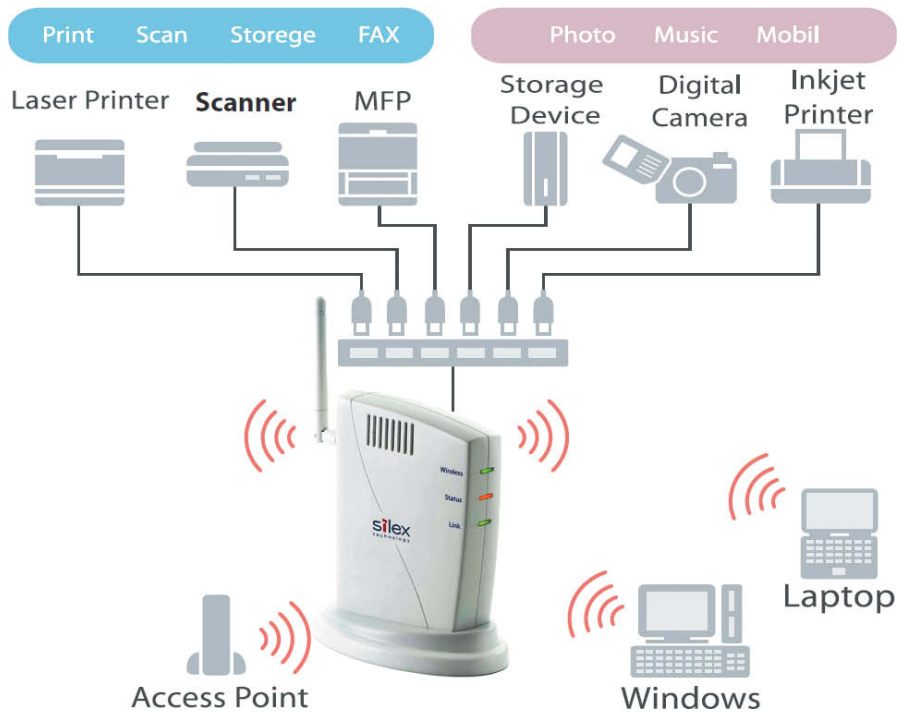 Print Scan Storege FAX
Photo Music Mobil
Laser Printer
Scanner
MFP
Storage
Device
Digital
Camera
Inkjet
Printer
Wireless
Status
Link
silex
technology
Laptop
Access Point
Windows